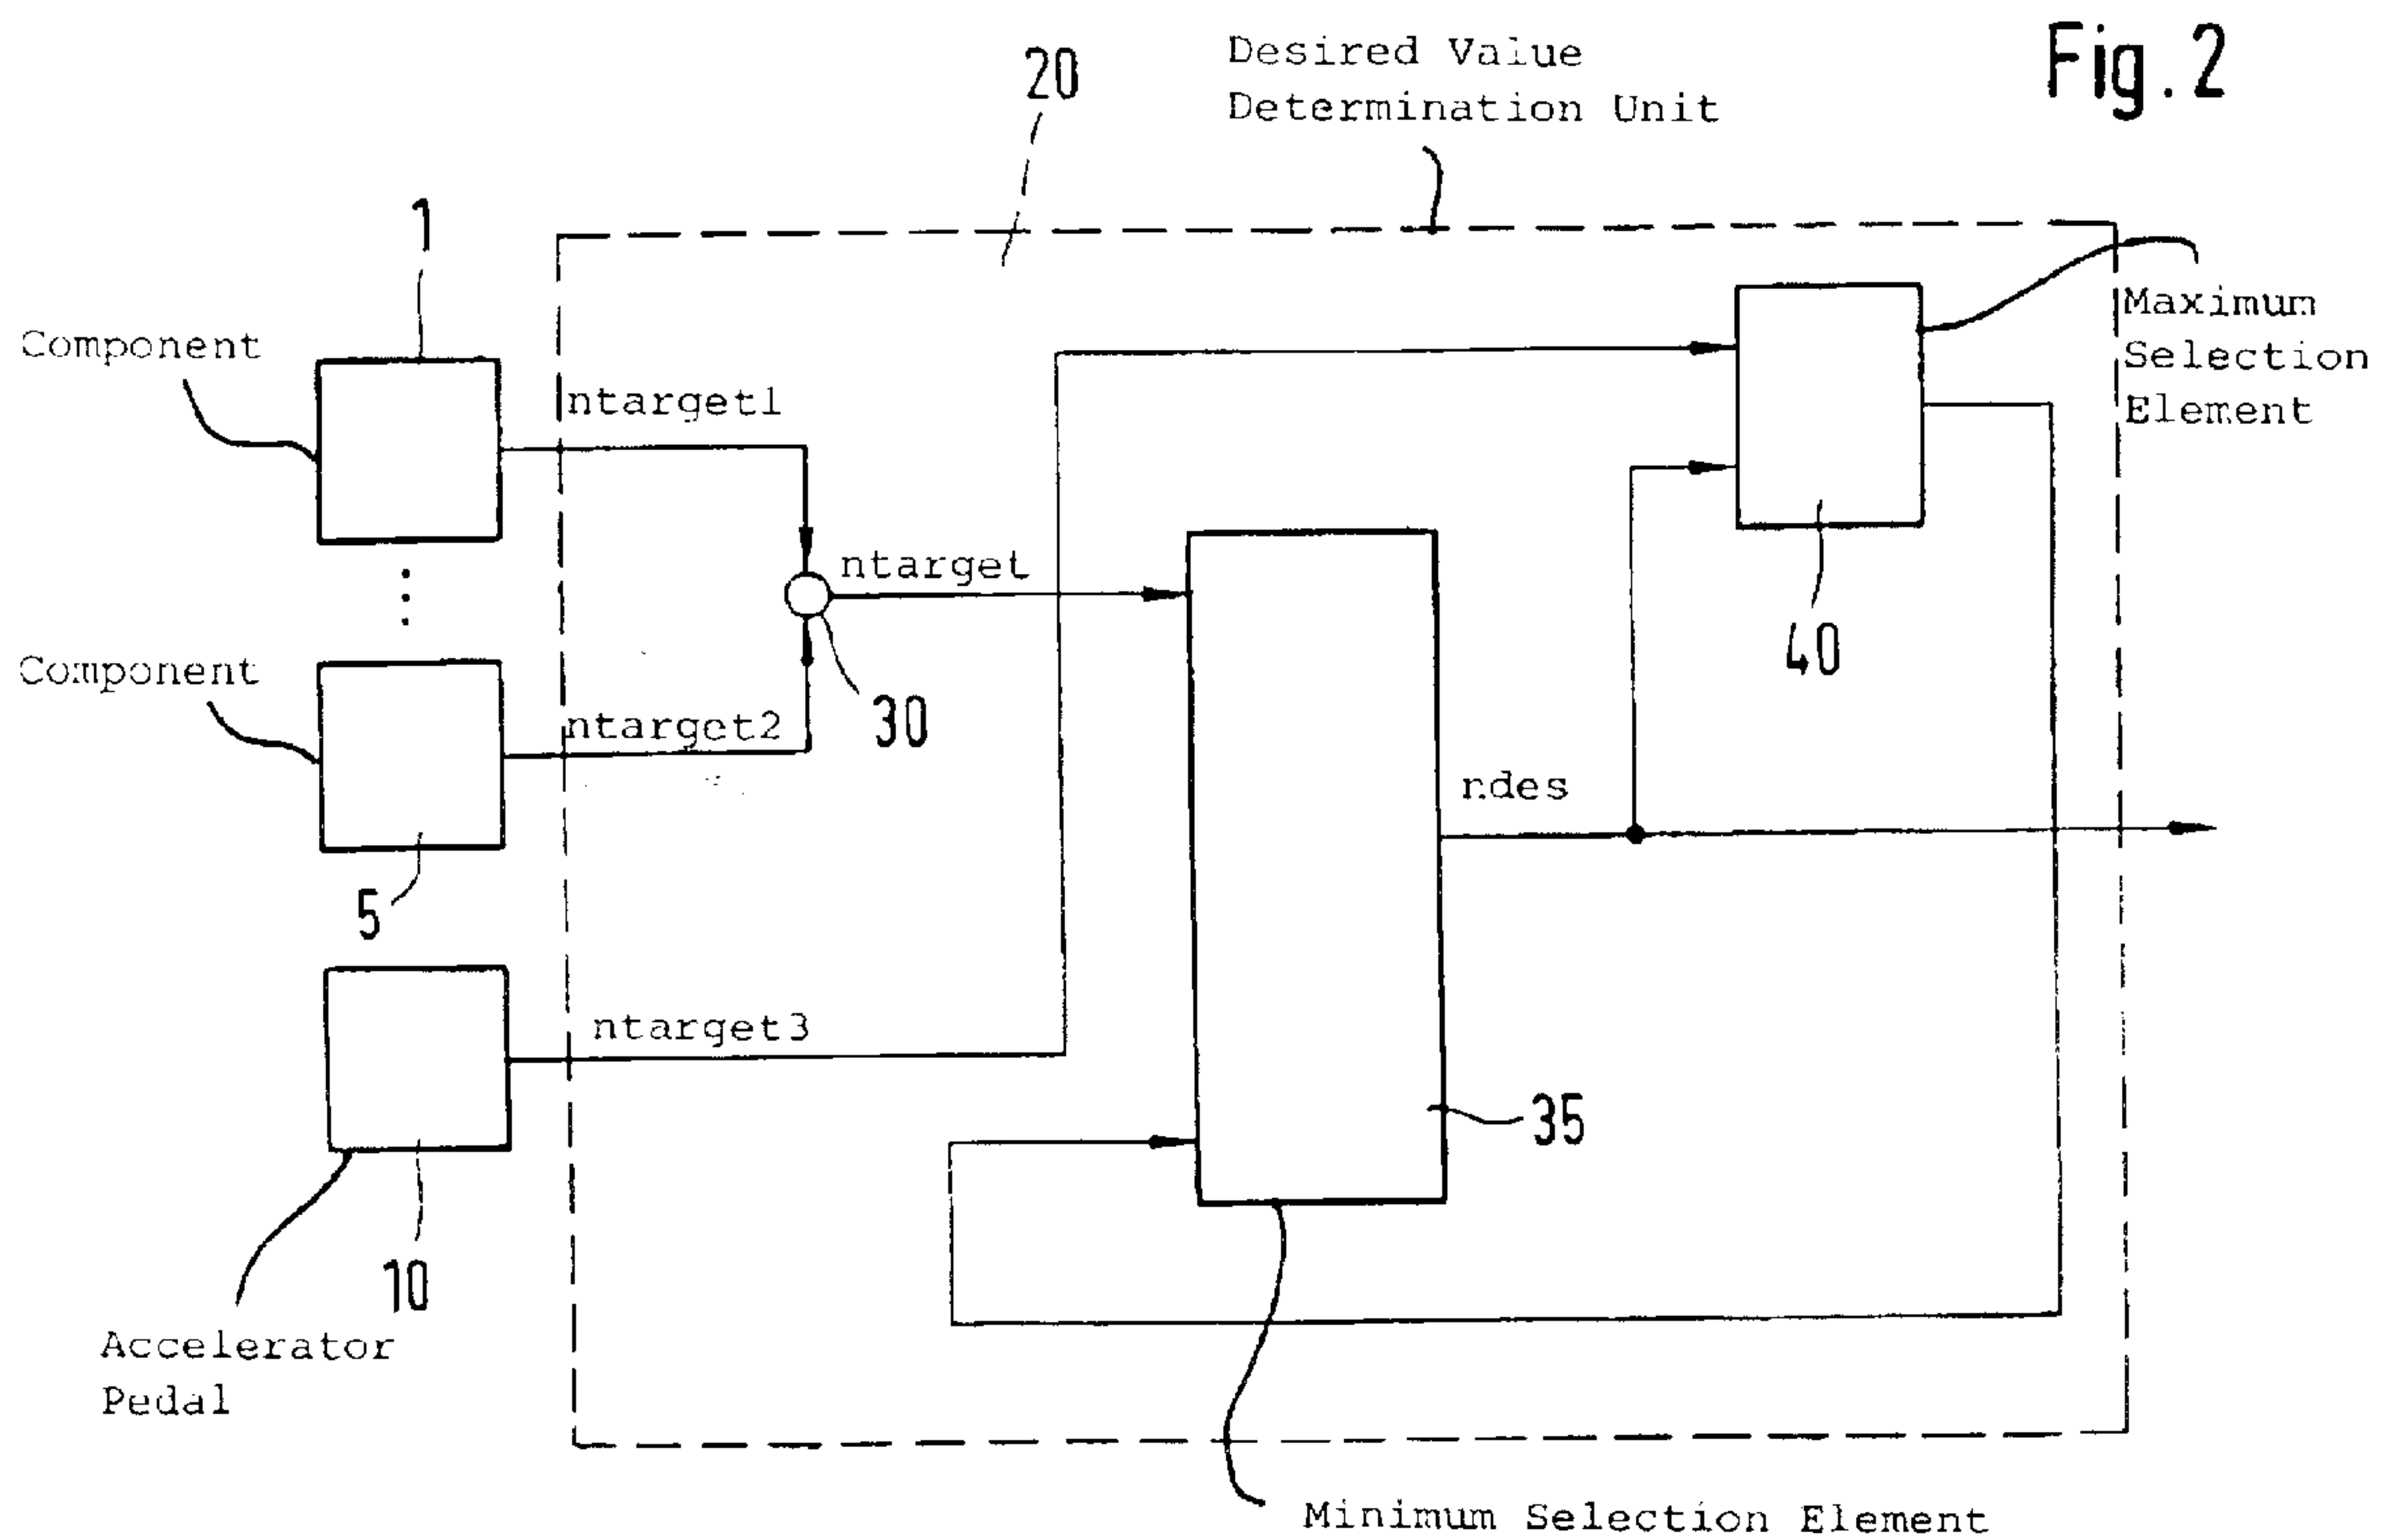 Fig. 2
20
Desired Value
Determination Unit
1
Component
ntarget1
Maximum
Selection
Element
ntarget
40
Component
ntarget2
30
ndes
5
ntarget3
35
10
Accelerator
Pedal
Minimum Selection Element